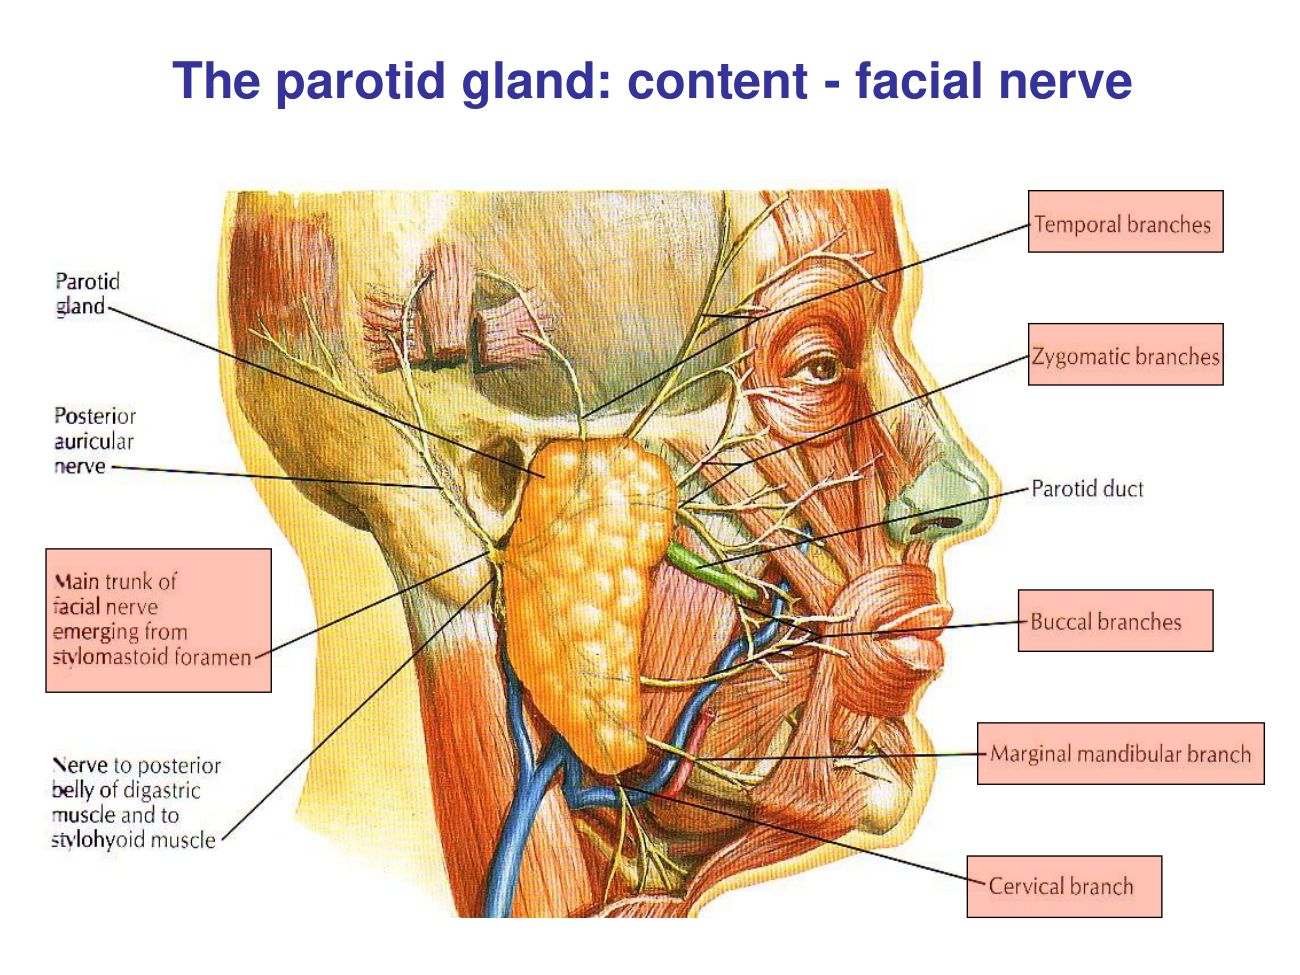 The parotid gland: content - facial nerve
Parotid
gland
Posterior
auricular
nerve
Main trunk of
facial nerve
emerging from
stylomastoid foramen
Nerve to posterior
belly of digastric
muscle and to
stylohyoid muscle
Temporal branches
Zygomatic branches
Parotid duct
Buccal branches
Marginal mandibular branch
Cervical branch